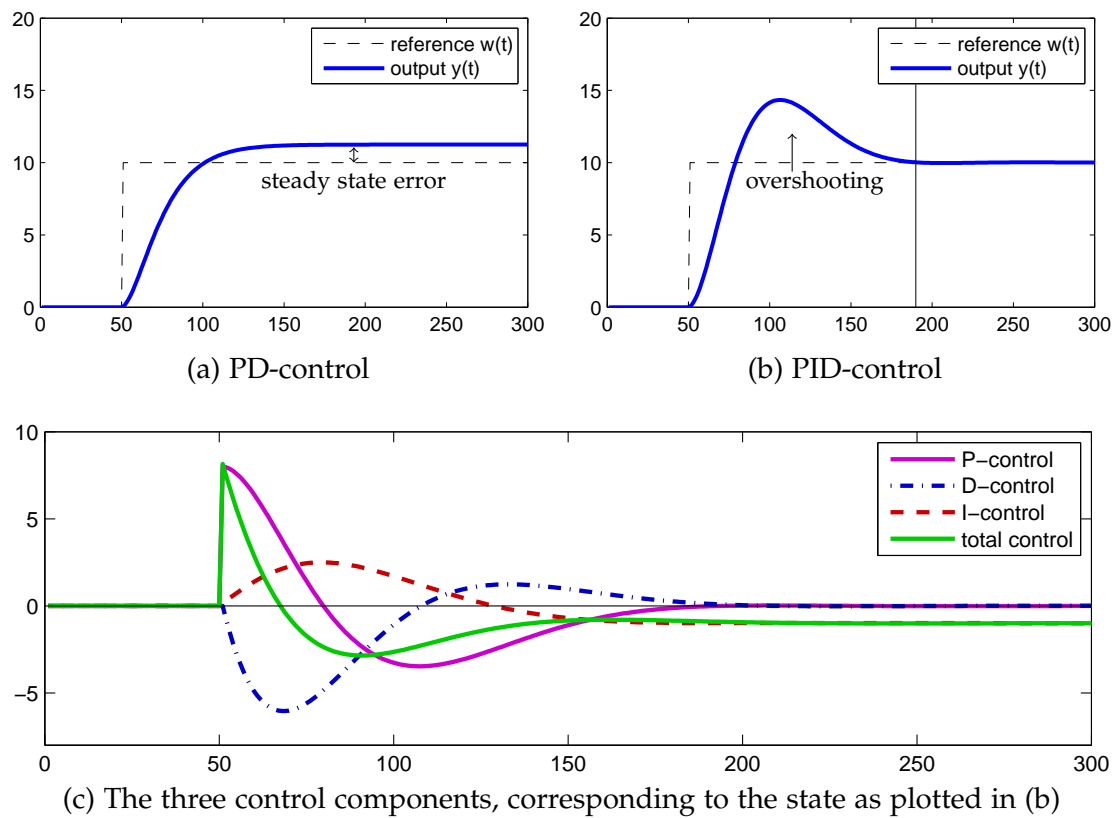 20
15
10
5
0
0 50 100 150 200 250 300
reference w(t)
output y(t)
steady state error
(a) PD-control
20
15
10
5
0
0 50 100 150 200 250 300
reference w(t)
output y(t)
overshooting
(b) PID-control
10
5
0
−5
0 50 100 150 200 250 300
P−control
D−control
I−control
total control
(c) The three control components, corresponding to the state as plotted in (b)